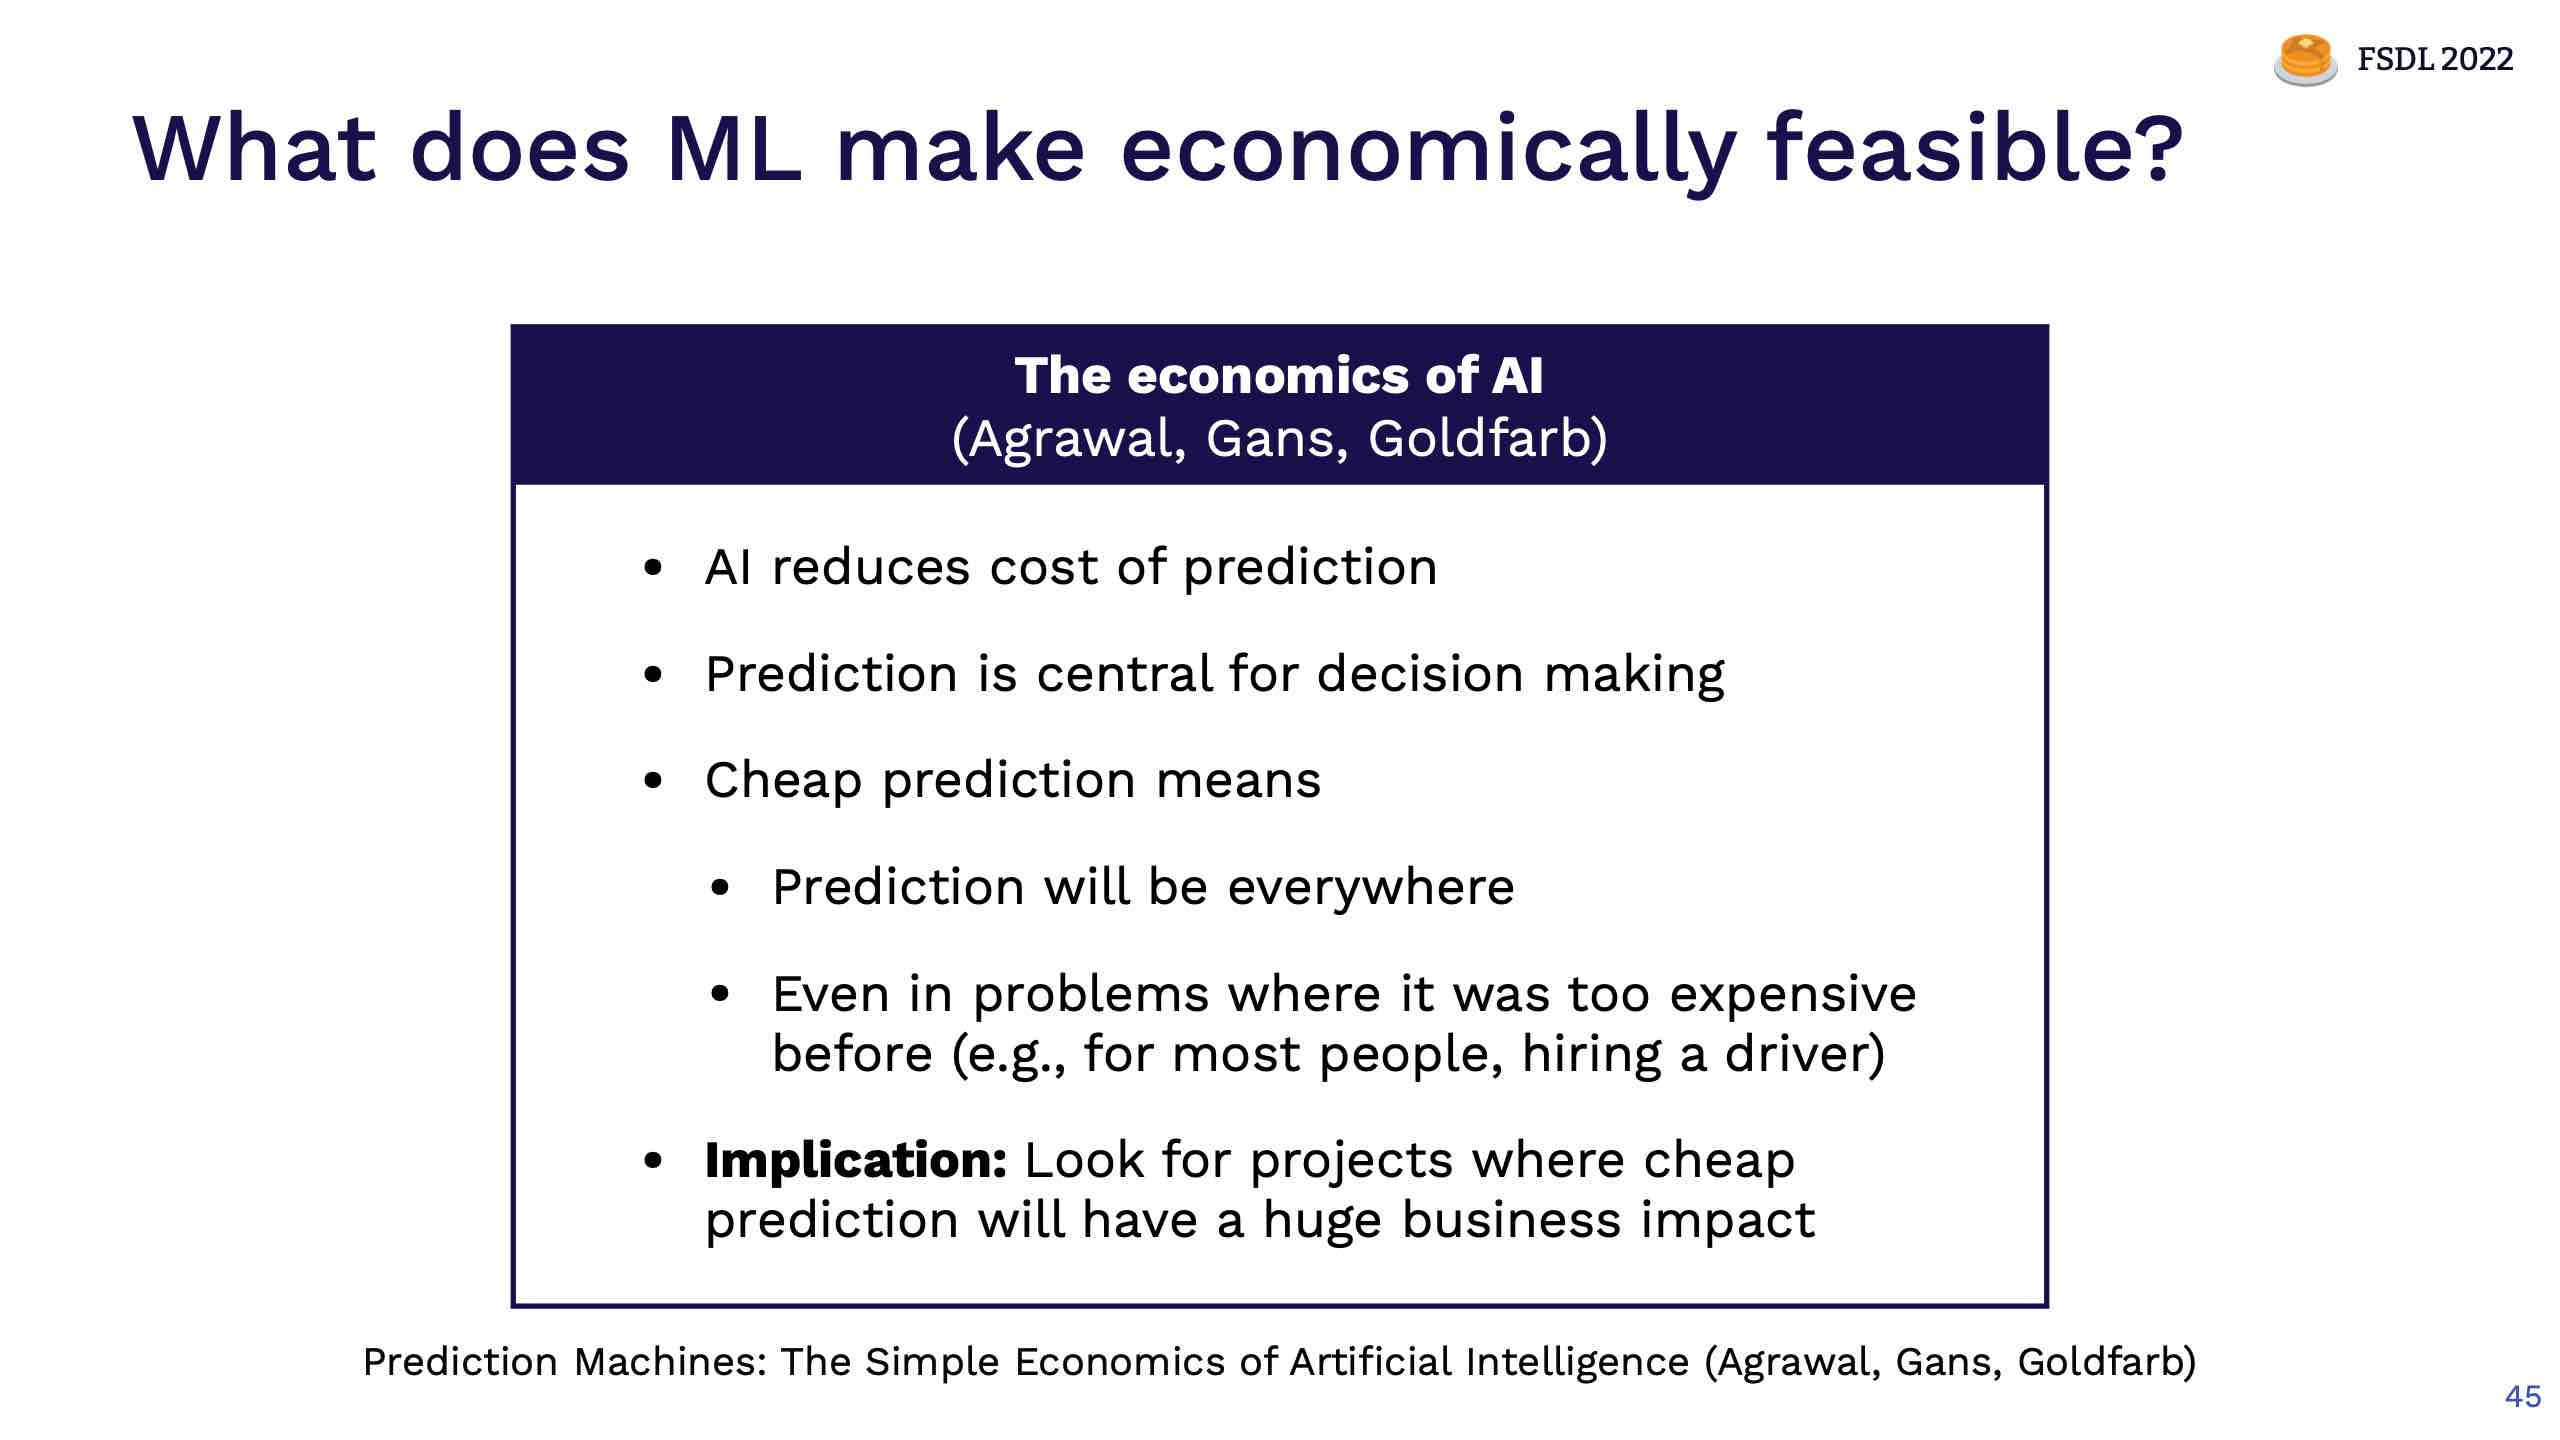 FSDL 2022
What does ML make economically feasible?
The economics of AI
(Agrawal, Gans, Goldfarb)
• AI reduces cost of prediction
• Prediction is central for decision making
• Cheap prediction means
• Prediction will be everywhere
• Even in problems where it was too expensive
before (e.g., for most people, hiring a driver)
• Implication: Look for projects where cheap
prediction will have a huge business impact
Prediction Machines: The Simple Economics of Artificial Intelligence (Agrawal, Gans, Goldfarb)
45